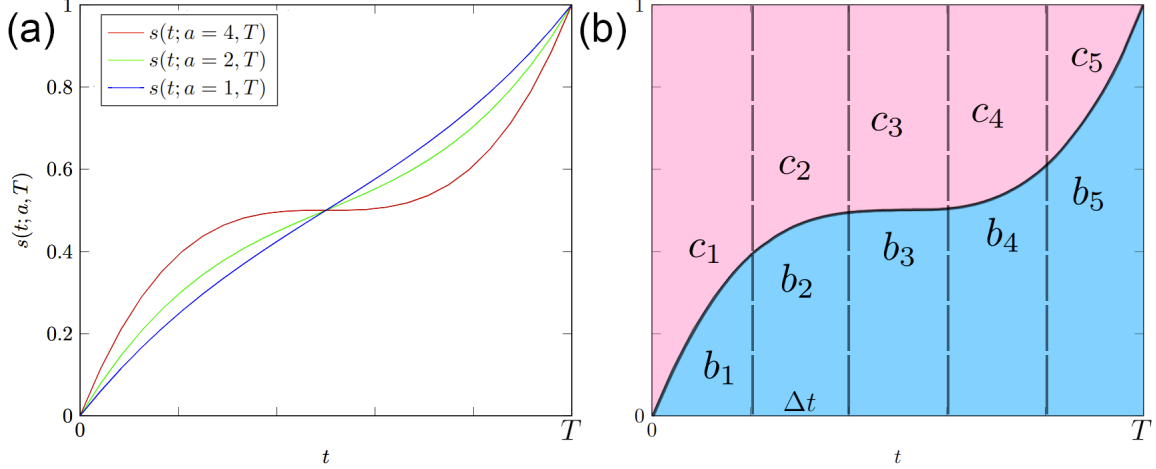 (a)
s(t; a = 4, T)
s(t; a = 2, T)
s(t; a = 1, T)
1
0.8
0.6
0.4
0.2
0
s(t; a, T)
0
T
t
(b)
1
0
c₁
c₂
c₃
c₄
c₅
b₁
b₂
b₃
b₄
b₅
Δt
0
T
t